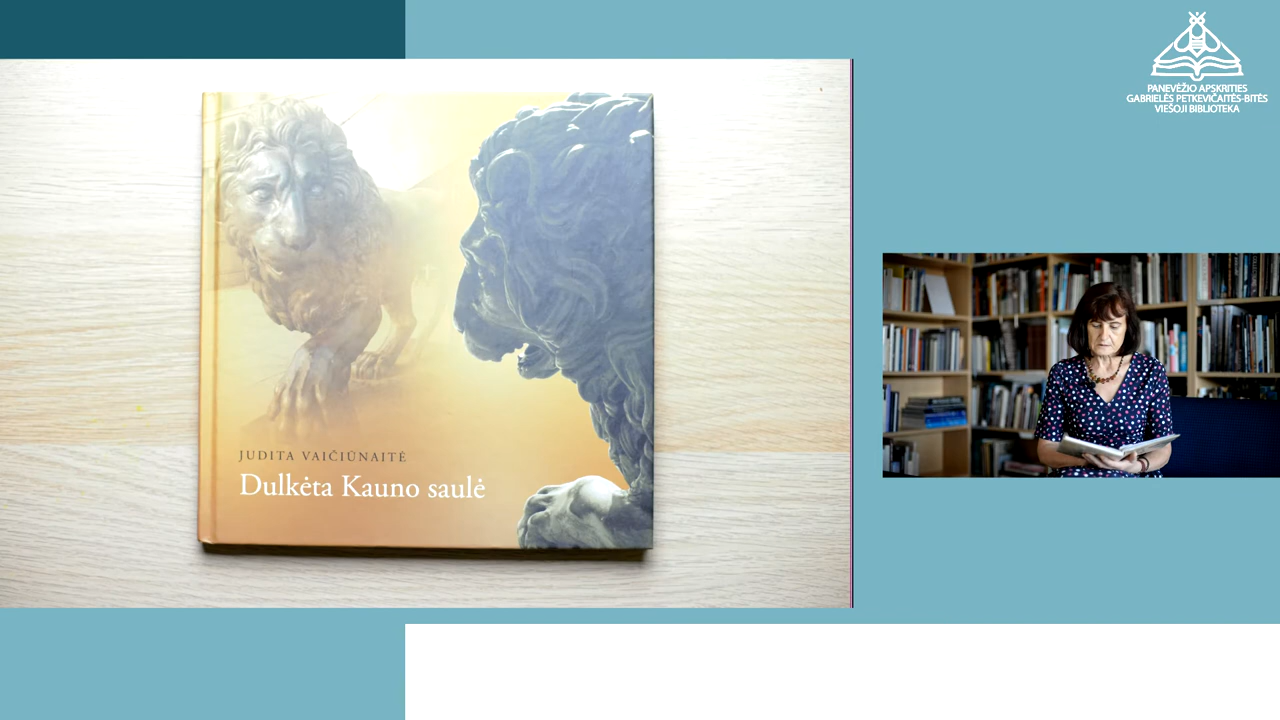 PANEVĖŽIO APSKRITIES
GABRIELĖS PETKEVIČAITĖS-BITĖS
VIEŠOJI BIBLIOTEKA
JUDITA VAIČIŪNAITĖ
Dulkėta Kauno saulė